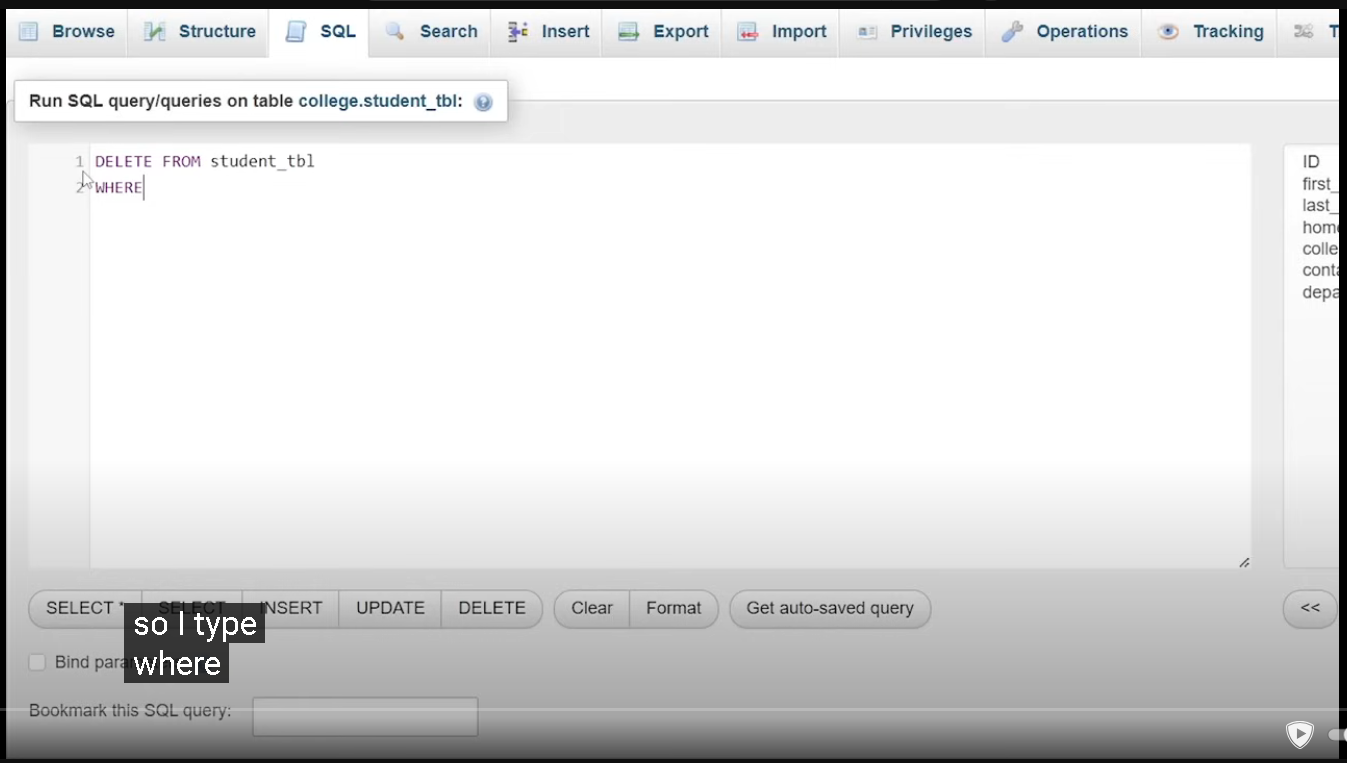 Browse Structure SQL Search Insert Export Import Privileges Operations Tracking T
Run SQL query/queries on table college.student_tbl:
1 DELETE FROM student_tbl
2 WHERE
ID
first_
last_
home
colle
conta
depa
SELECT * SELECT INSERT UPDATE DELETE Clear Format Get auto-saved query <<
so I type
Bind para
where
Bookmark this SQL query: